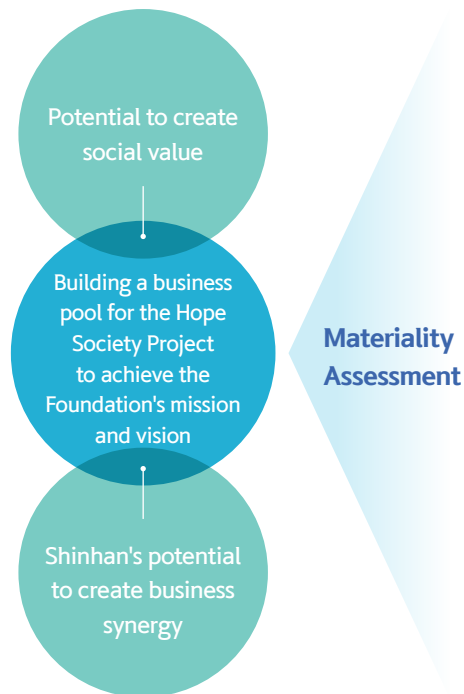 Potential to create
social value
Building a business
pool for the Hope
Society Project
to achieve the
Foundation's mission
and vision
Shinhan's potential
to create business
synergy
Materiality
Assessment